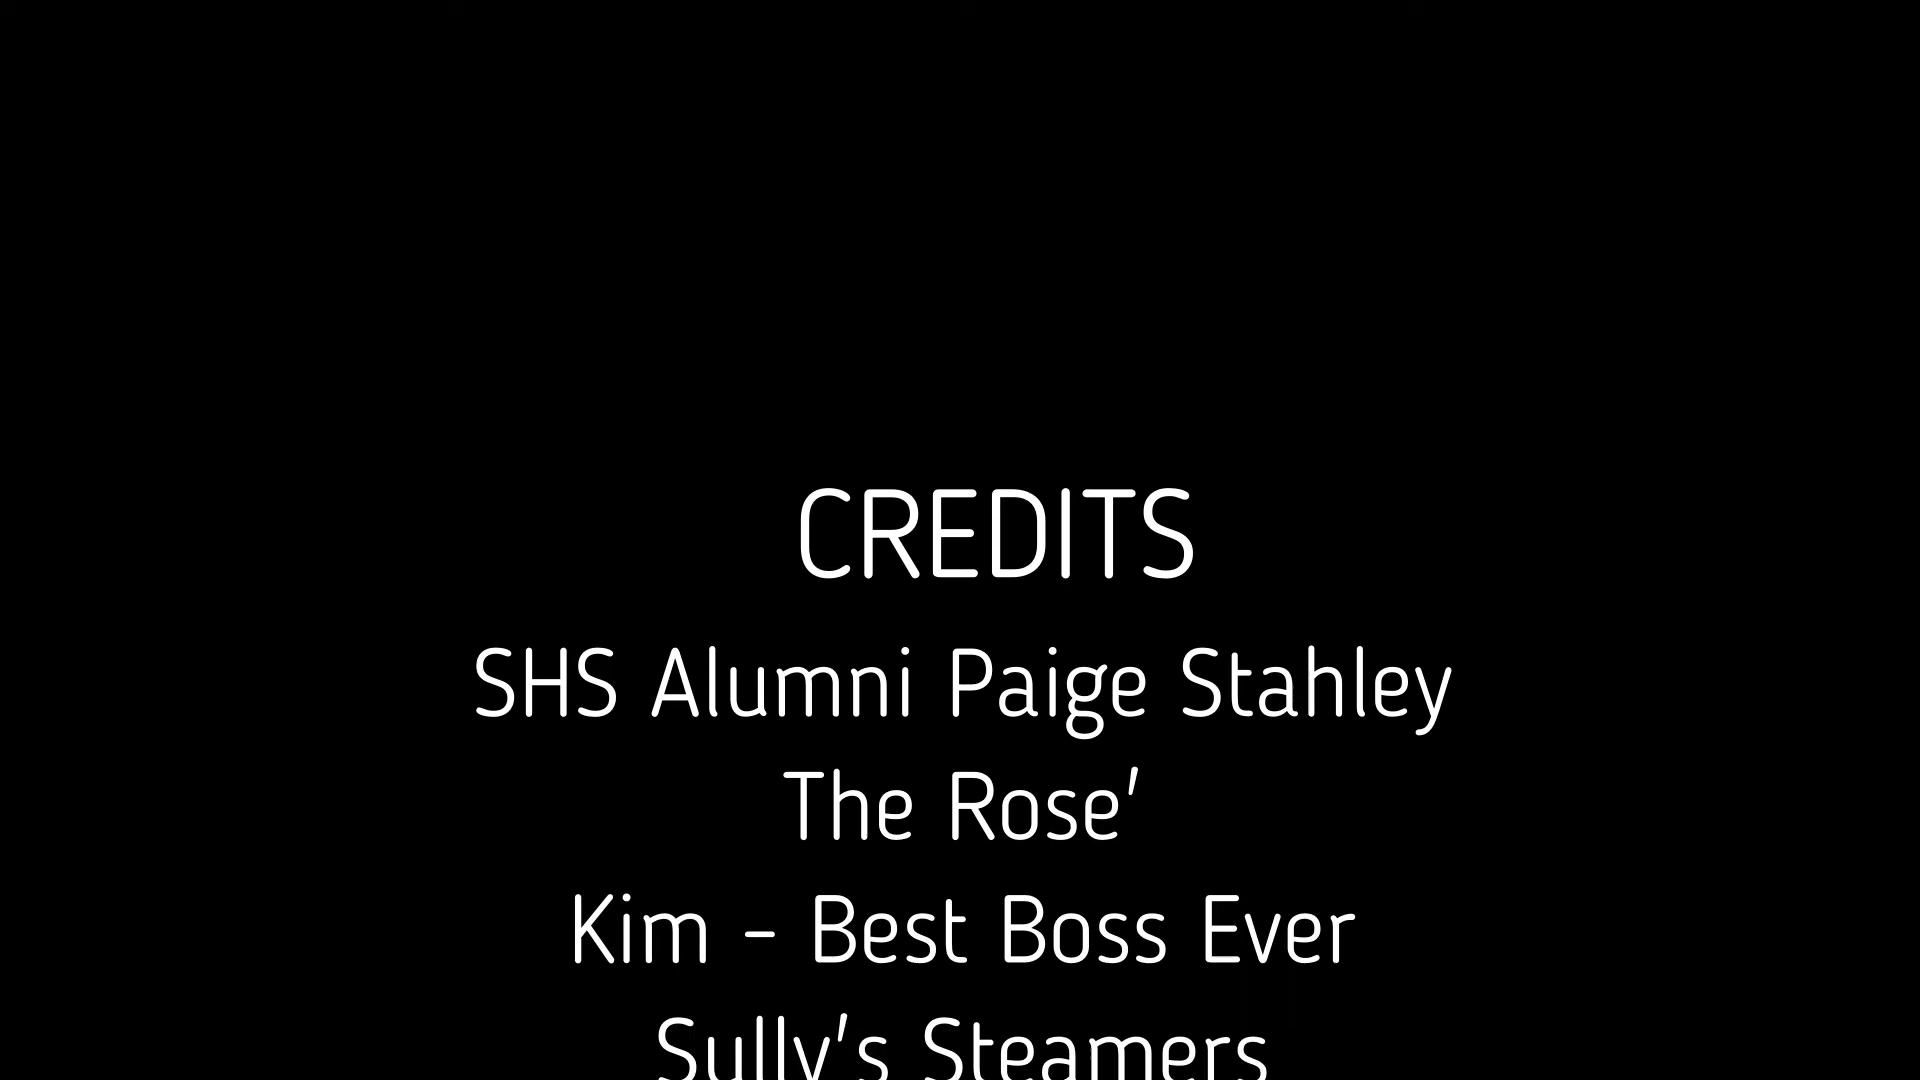 CREDITS
SHS Alumni Paige Stahley
The Rose'
Kim - Best Boss Ever
Sully's Steamers